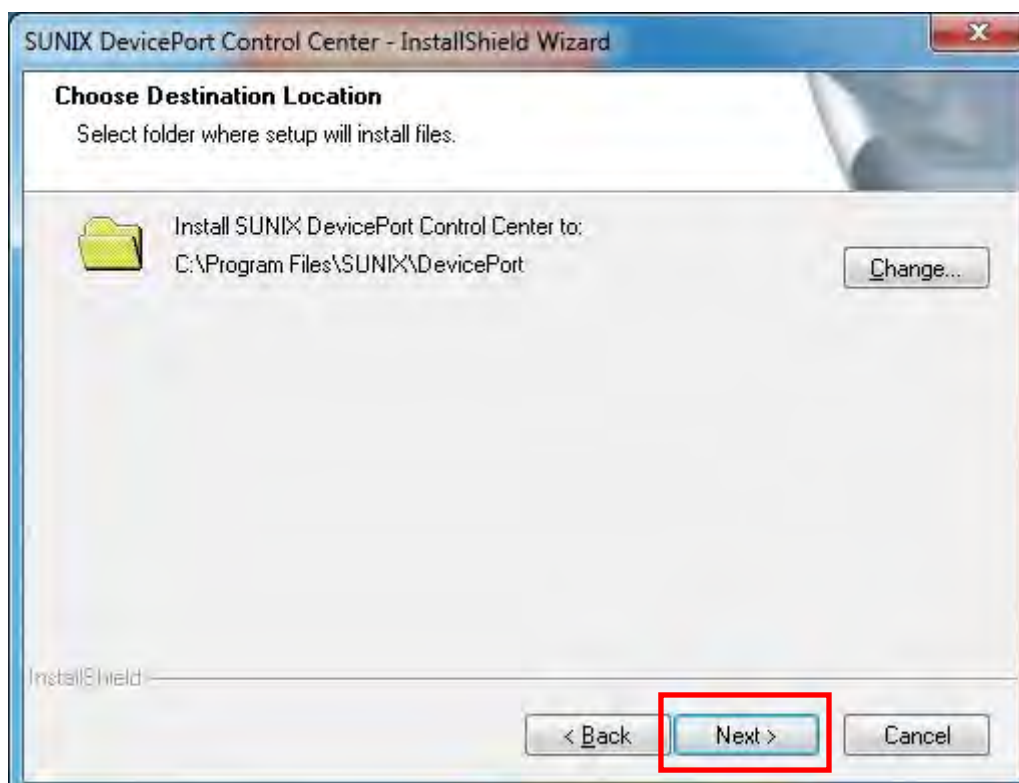 SUNIX DevicePort Control Center - InstallShield Wizard
Choose Destination Location
Select folder where setup will install files.
Install SUNIX DevicePort Control Center to:
C:\Program Files\SUNIX\DevicePort
Change...
InstallShield
< Back
Next >
Cancel